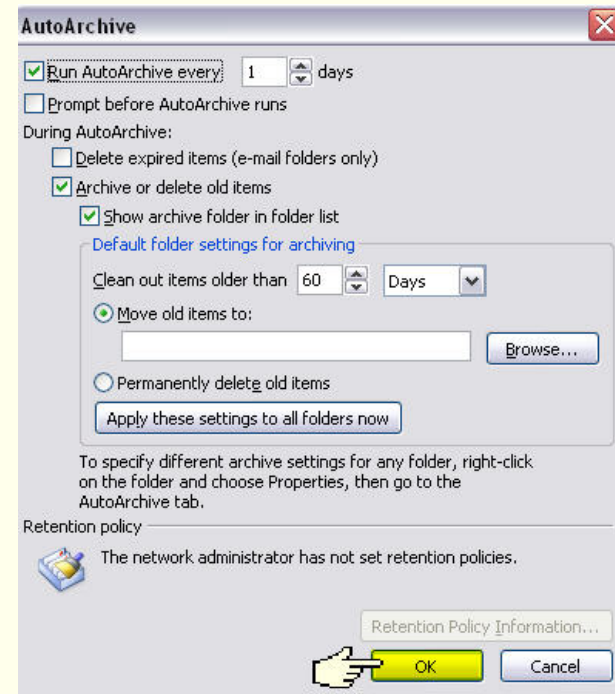 AutoArchive
Run AutoArchive every 1 days
Prompt before AutoArchive runs
During AutoArchive:
Delete expired items (e-mail folders only)
Archive or delete old items
Show archive folder in folder list
Default folder settings for archiving
Clean out items older than 60 Days
Move old items to:
Browse...
Permanently delete old items
Apply these settings to all folders now
To specify different archive settings for any folder, right-click
on the folder and choose Properties, then go to the
AutoArchive tab.
Retention policy
The network administrator has not set retention policies.
Retention Policy Information...
OK Cancel